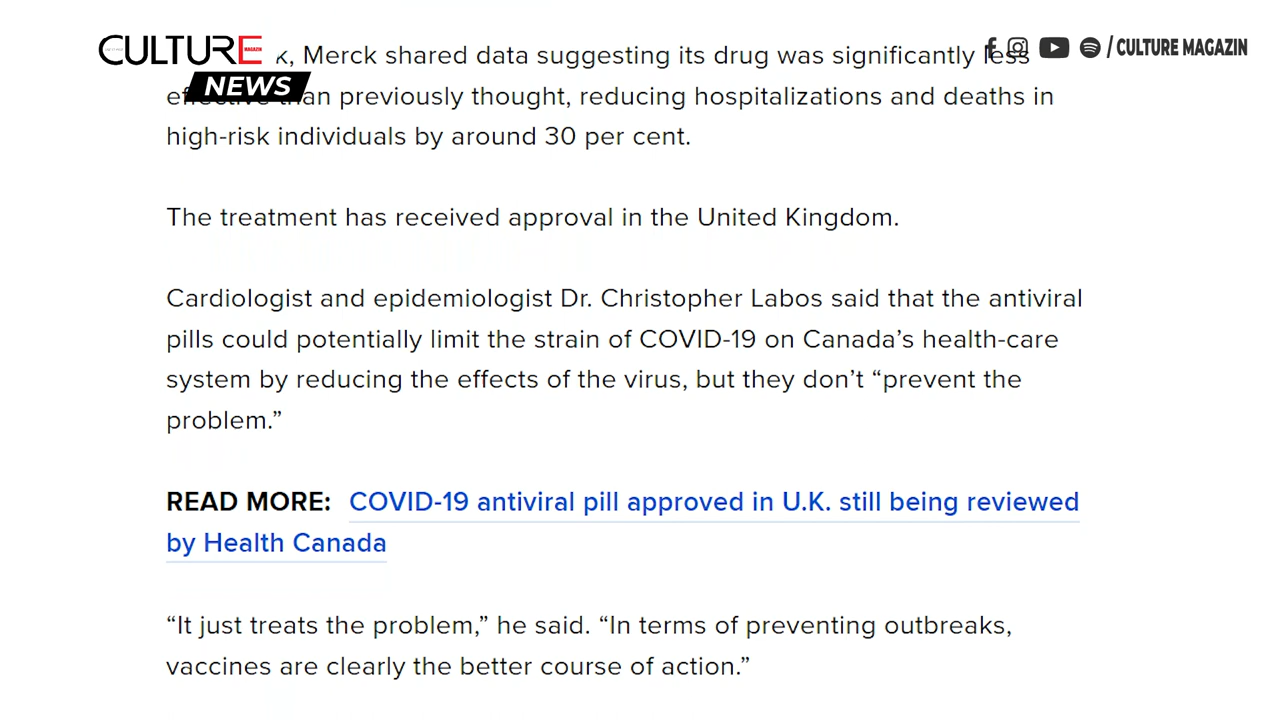 CULTURE MAGAZIN
NEWS
/ CULTURE MAGAZIN
, Merck shared data suggesting its drug was significantly less
effective than previously thought, reducing hospitalizations and deaths in
high-risk individuals by around 30 per cent.
The treatment has received approval in the United Kingdom.
Cardiologist and epidemiologist Dr. Christopher Labos said that the antiviral
pills could potentially limit the strain of COVID-19 on Canada’s health-care
system by reducing the effects of the virus, but they don’t “prevent the
problem.”
READ MORE: COVID-19 antiviral pill approved in U.K. still being reviewed
by Health Canada
“It just treats the problem,” he said. “In terms of preventing outbreaks,
vaccines are clearly the better course of action.”